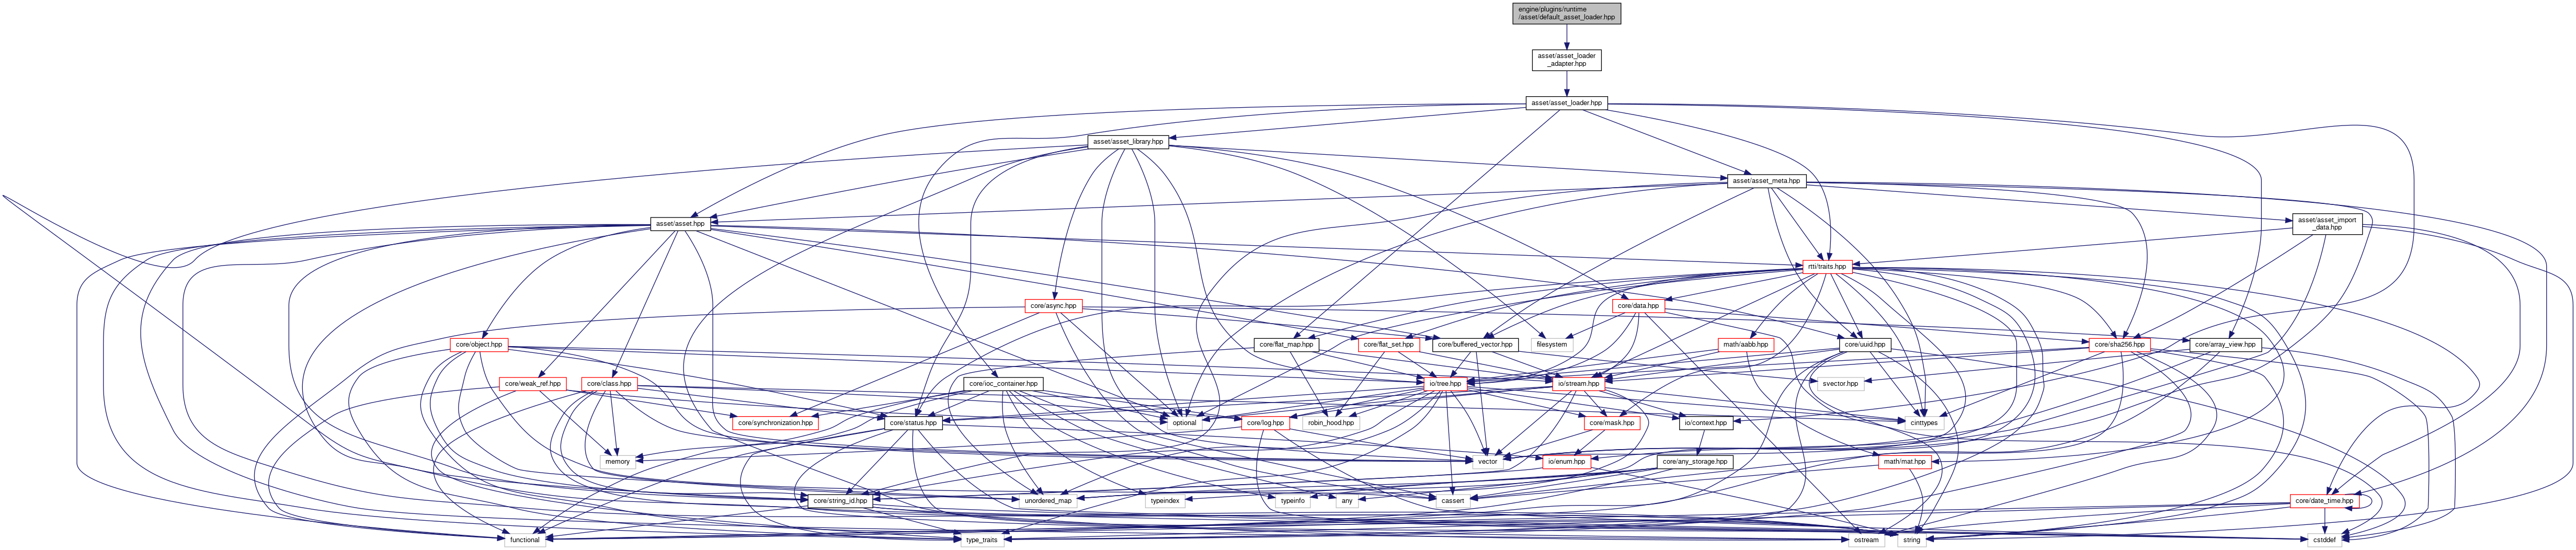 engine/plugins/runtime
/asset/default_asset_loader.hpp
asset/asset_loader
_adapter.hpp
asset/asset_loader.hpp
asset/asset_library.hpp
asset/asset_meta.hpp
asset/asset.hpp
asset/asset_import
_data.hpp
rtti/traits.hpp
core/async.hpp
core/data.hpp
core/object.hpp
core/flat_map.hpp
core/flat_set.hpp
core/buffered_vector.hpp
math/aabb.hpp
core/uuid.hpp
core/sha256.hpp
core/array_view.hpp
filesystem
core/weak_ref.hpp
core/class.hpp
core/ioc_container.hpp
io/tree.hpp
io/stream.hpp
svector.hpp
core/synchronization.hpp
core/status.hpp
optional
core/log.hpp
robin_hood.hpp
core/mask.hpp
io/context.hpp
cinttypes
memory
vector
io/enum.hpp
core/any_storage.hpp
math/mat.hpp
core/string_id.hpp
unordered_map
typeindex
typeinfo
any
cassert
core/date_time.hpp
functional
type_traits
ostream
string
cstddef